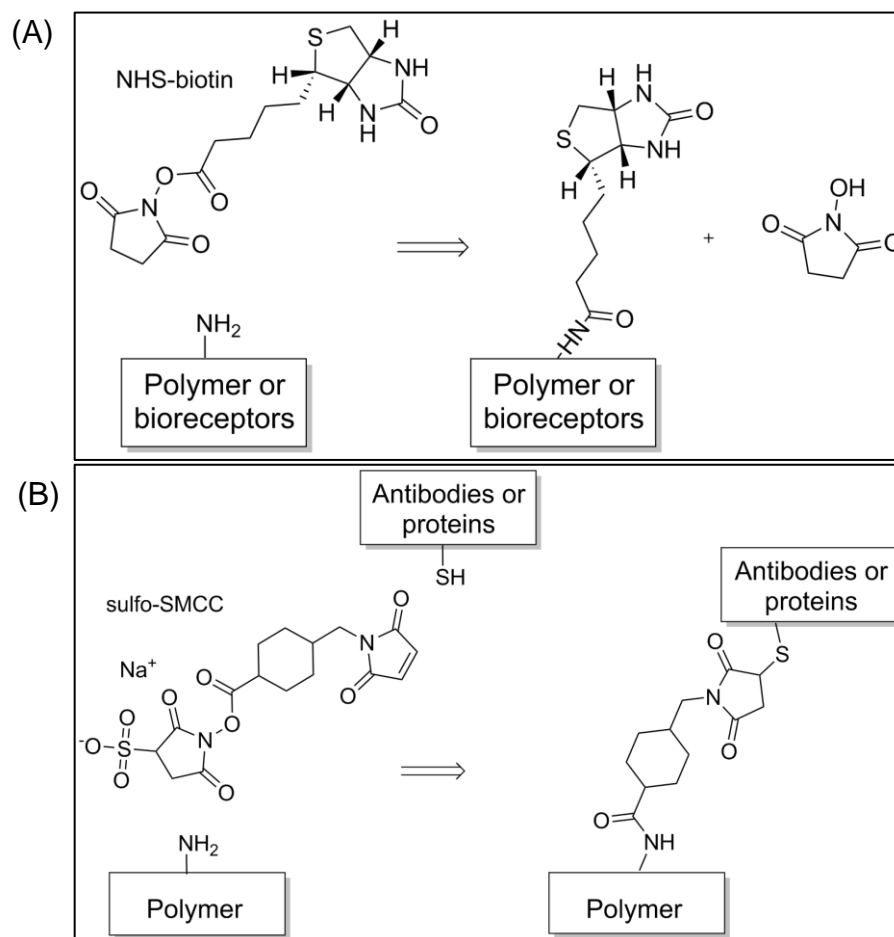 (A)
NHS-biotin
S
H
H
NH
N
H
O
O
O
O
N
O
NH2
Polymer or
bioreceptors
H
NH
O
S
NH
H
H
HN
O
Polymer or
bioreceptors
+
OH
O
N
O
(B)
Antibodies or
proteins
SH
sulfo-SMCC
O
N
O
Na+
O
O
O
O
N
-O
S
O
O
NH2
Polymer
Antibodies or
proteins
S
O
N
O
O
NH
Polymer